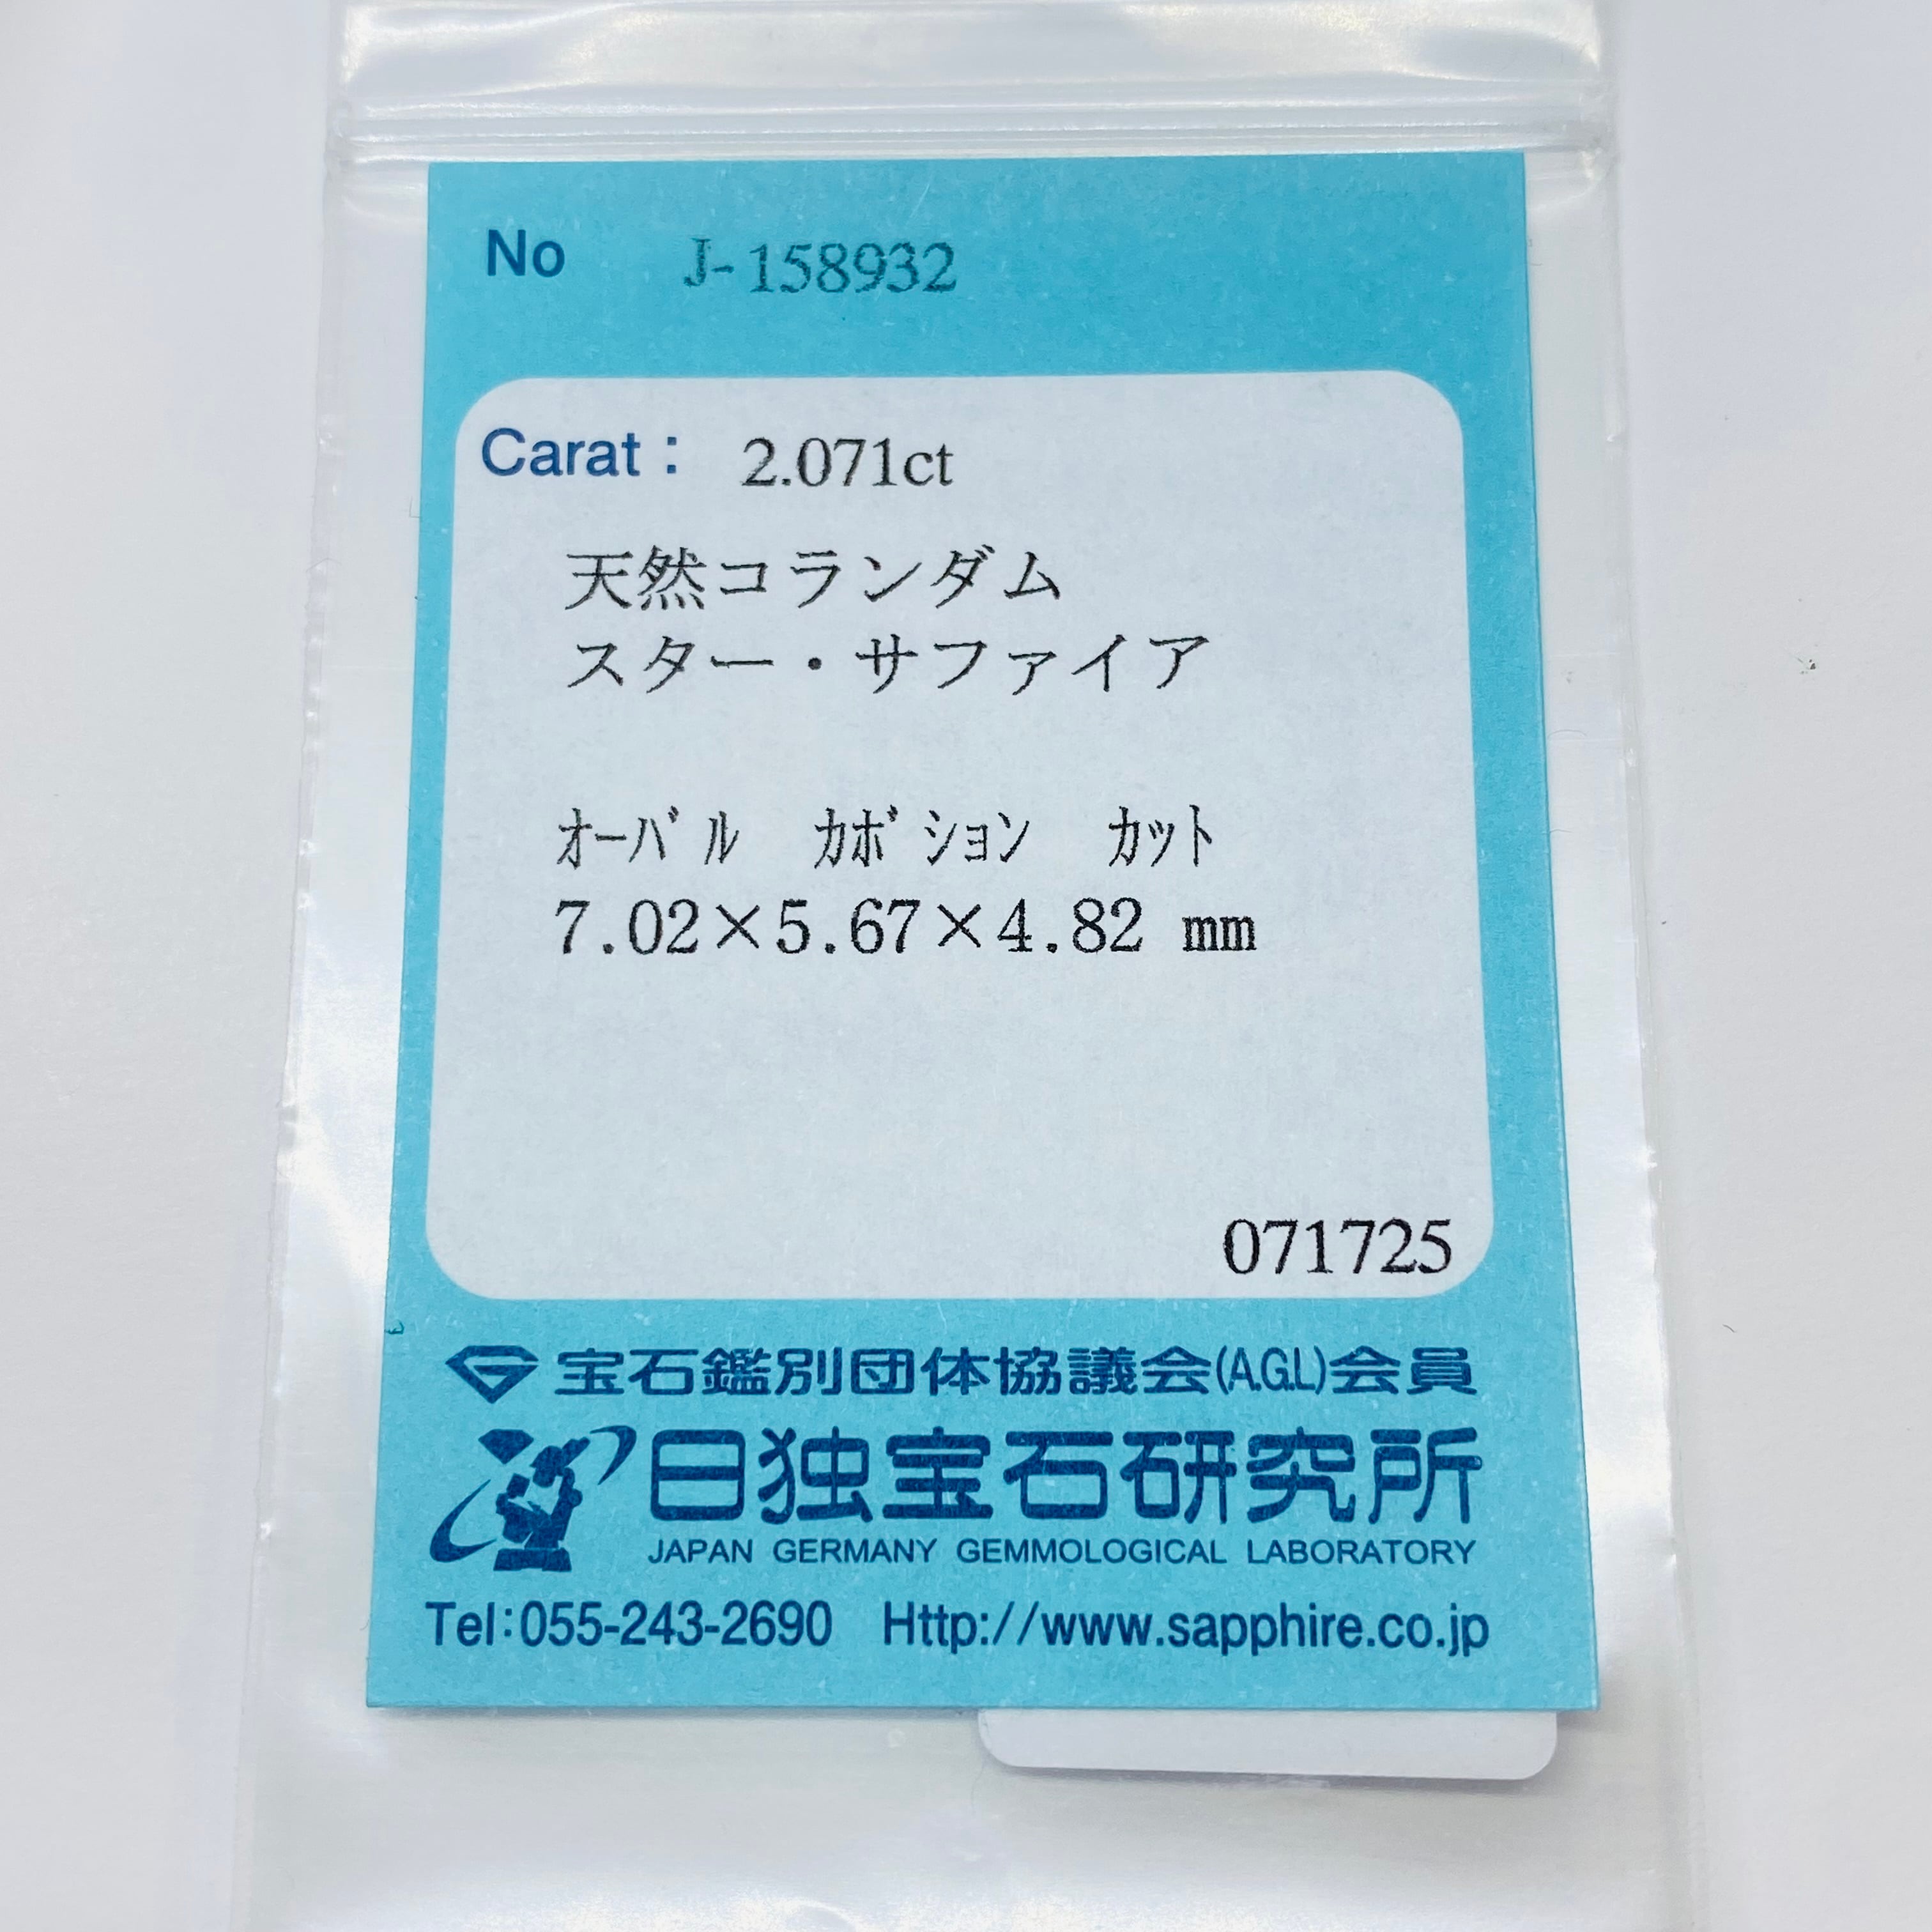 No J-158932
Carat: 2.071ct
天然コランダム
スター・サファイア
ｵｰﾊﾞﾙ ｶﾎﾞｼｮﾝ ｶｯﾄ
7.02×5.67×4.82 mm
071725
宝石鑑別団体協議会(A.G.L)会員
日独宝石研究所
JAPAN GERMANY GEMMOLOGICAL LABORATORY
Tel:055-243-2690 Http://www.sapphire.co.jp